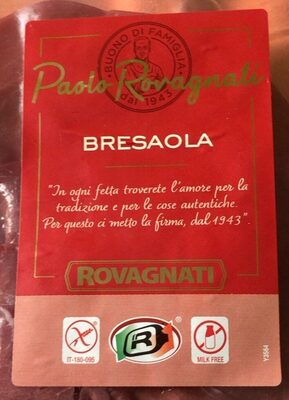 BUONO DI FAMIGLIA
dal 1943
Paolo Rovagnati
BRESAOLA
"In ogni fetta troverete l'amore per la
tradizione e per le cose autentiche.
Per questo ci metto la firma, dal 1943".
ROVAGNATI
IT-180-095
R
MILK FREE